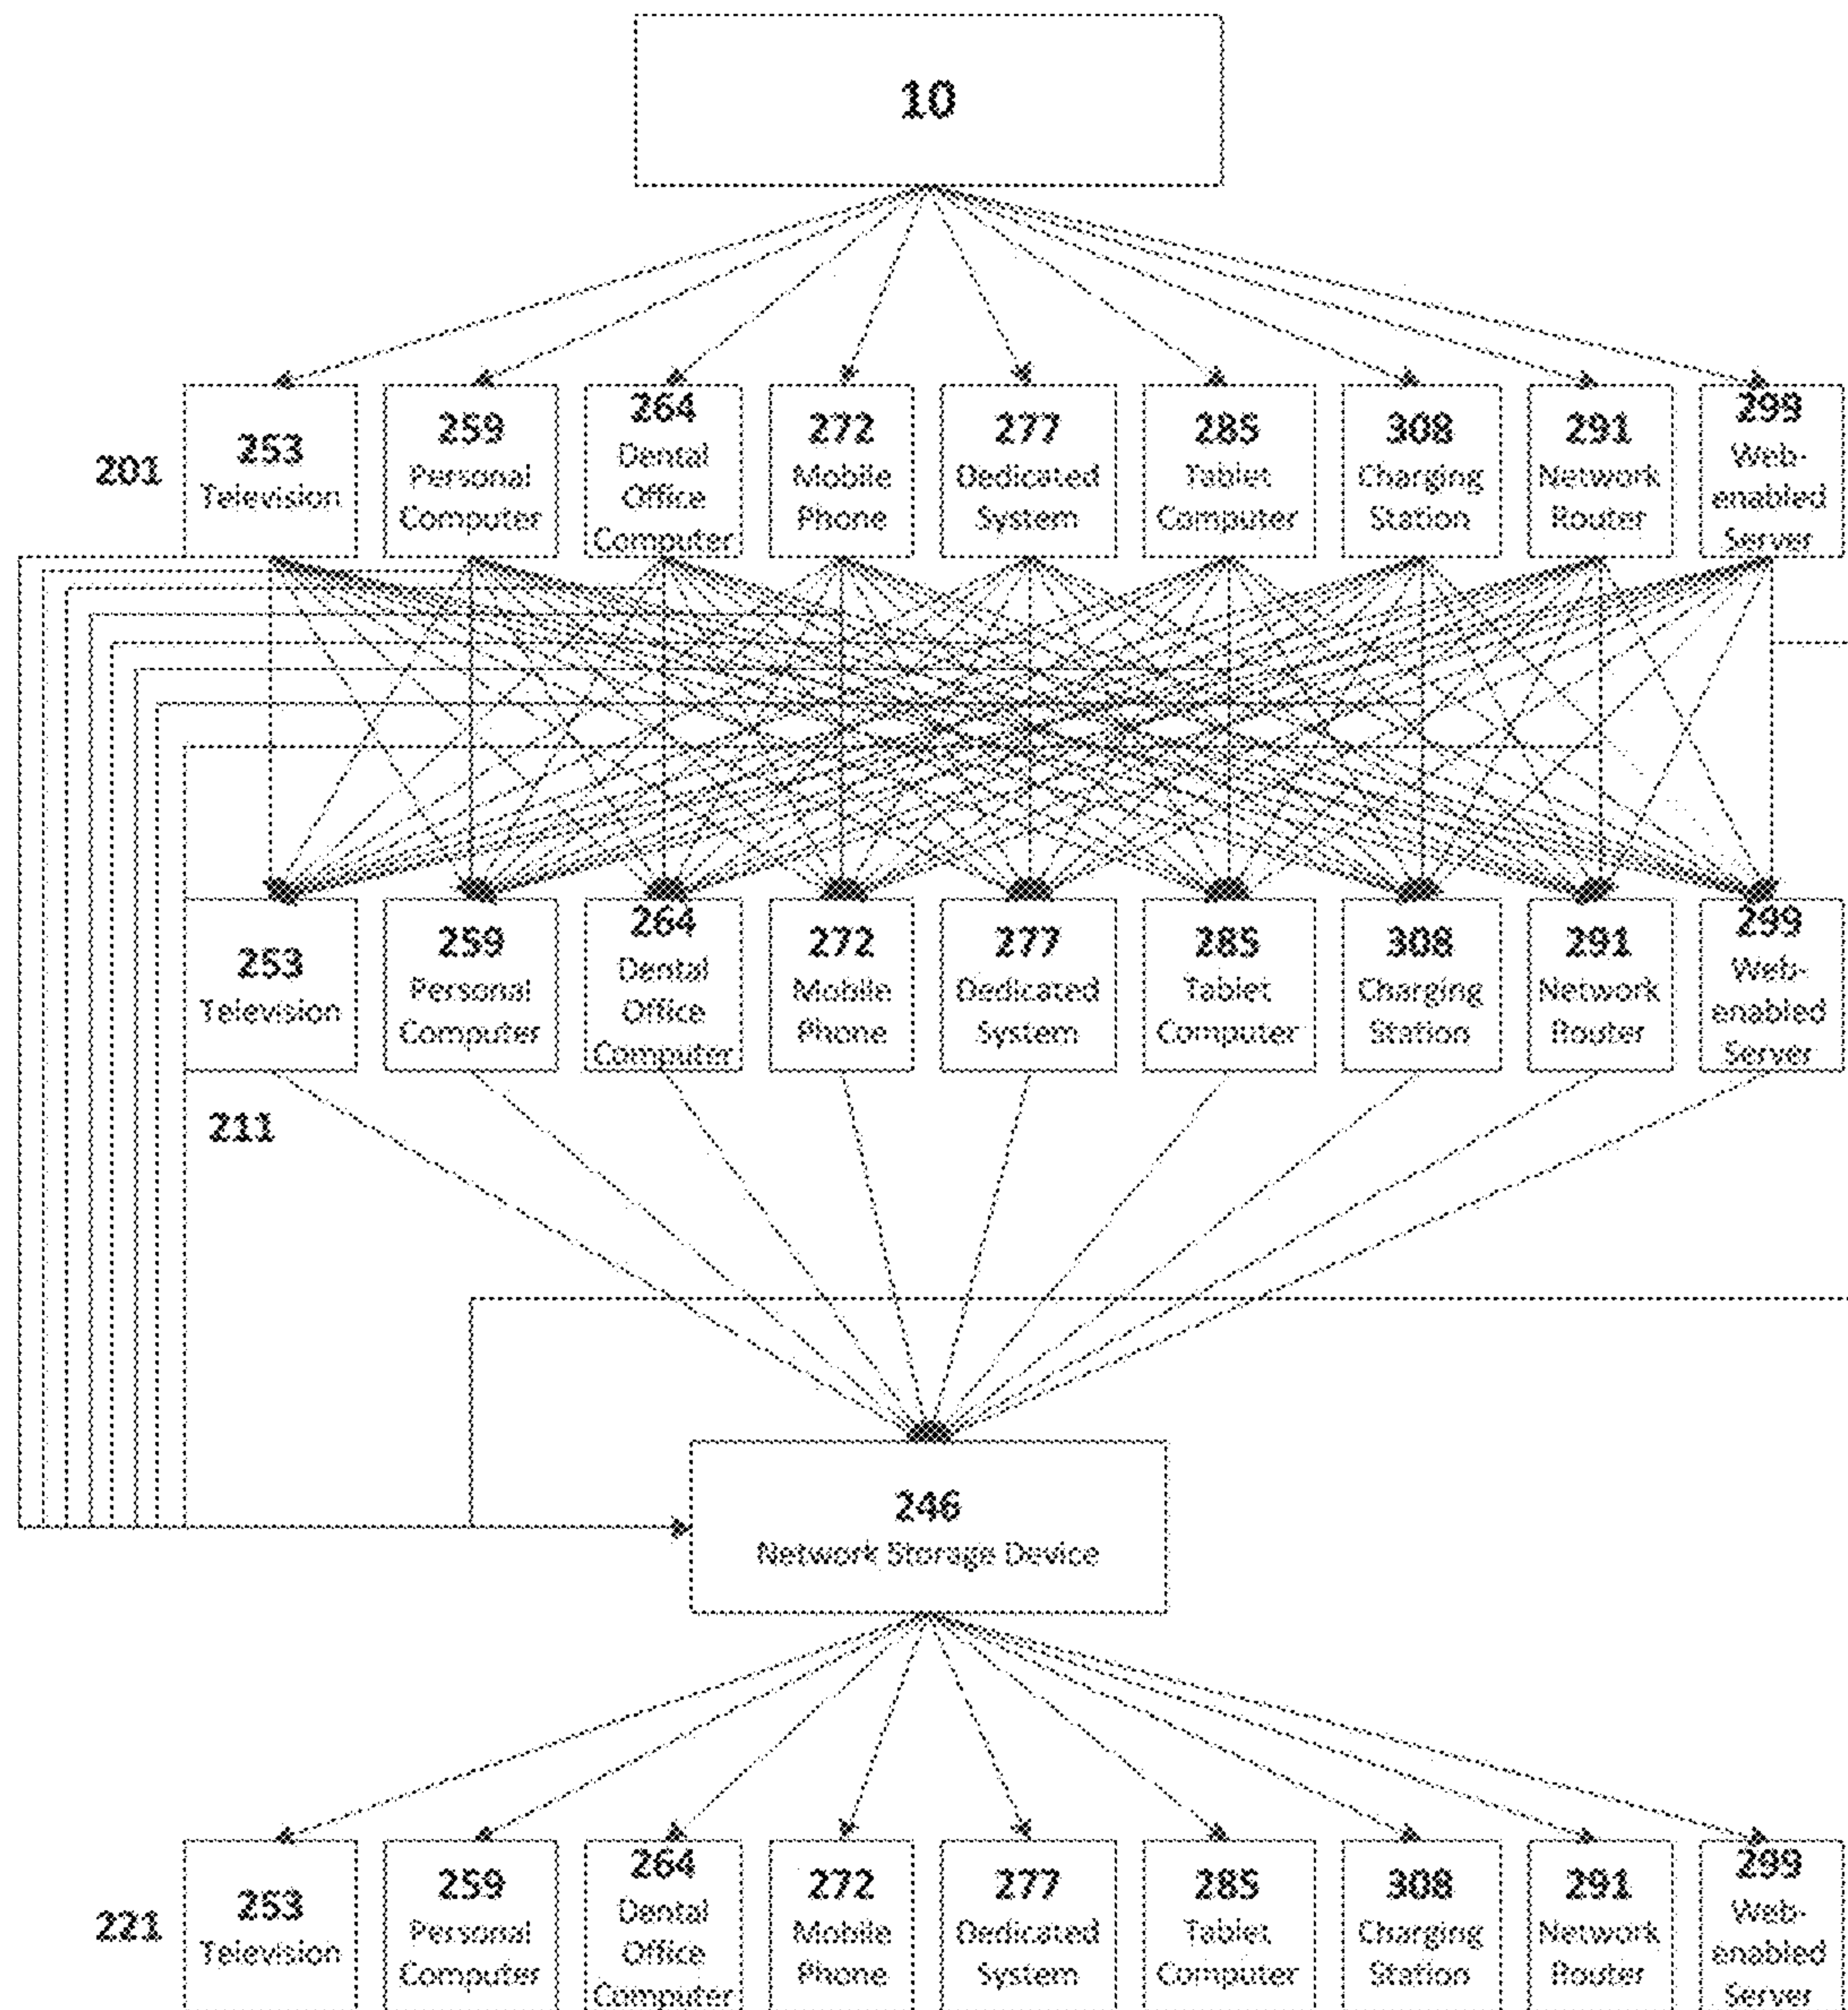 10
201
253
Television
259
Personal
Computer
264
Dental
Office
Computer
272
Mobile
Phone
277
Dedicated
System
285
Tablet
Computer
308
Charging
Station
291
Network
Router
299
Web-
enabled
Server
253
Television
259
Personal
Computer
264
Dental
Office
Computer
272
Mobile
Phone
277
Dedicated
System
285
Tablet
Computer
308
Charging
Station
291
Network
Router
299
Web-
enabled
Server
211
246
Network Storage Device
221
253
Television
259
Personal
Computer
264
Dental
Office
Computer
272
Mobile
Phone
277
Dedicated
System
285
Tablet
Computer
308
Charging
Station
291
Network
Router
299
Web-
enabled
Server